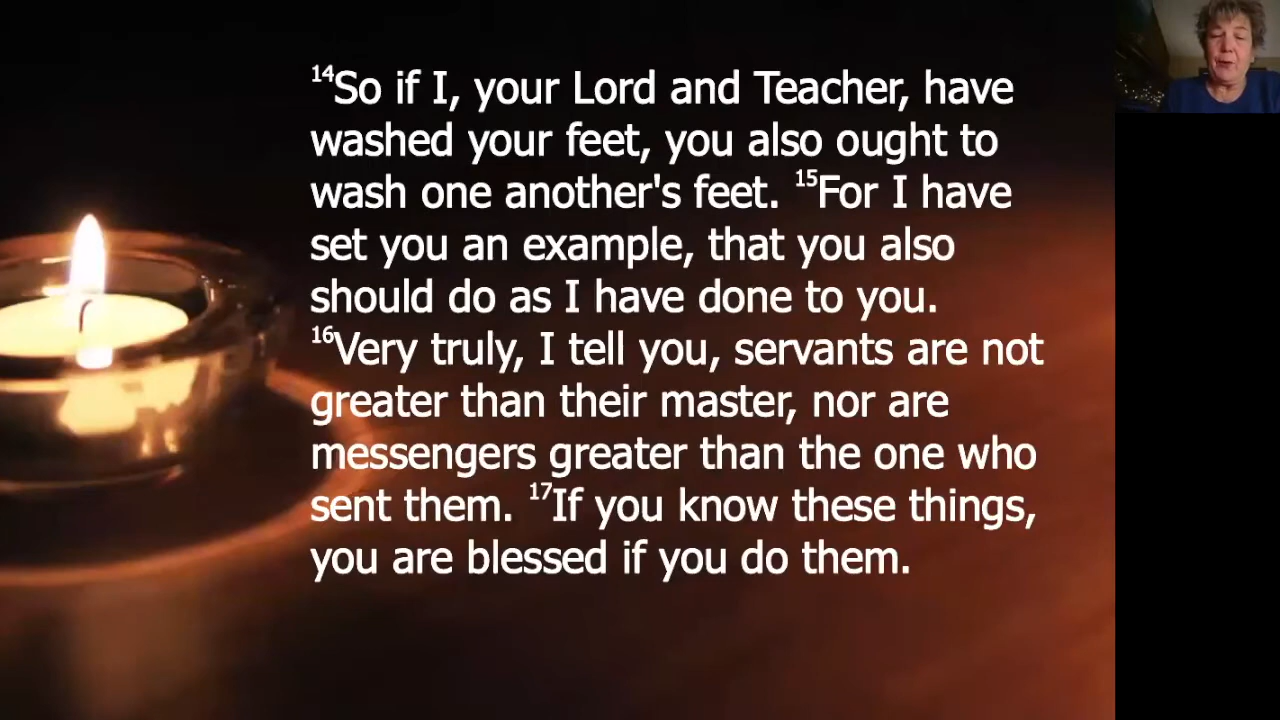 14So if I, your Lord and Teacher, have
washed your feet, you also ought to
wash one another's feet. 15For I have
set you an example, that you also
should do as I have done to you.
16Very truly, I tell you, servants are not
greater than their master, nor are
messengers greater than the one who
sent them. 17If you know these things,
you are blessed if you do them.